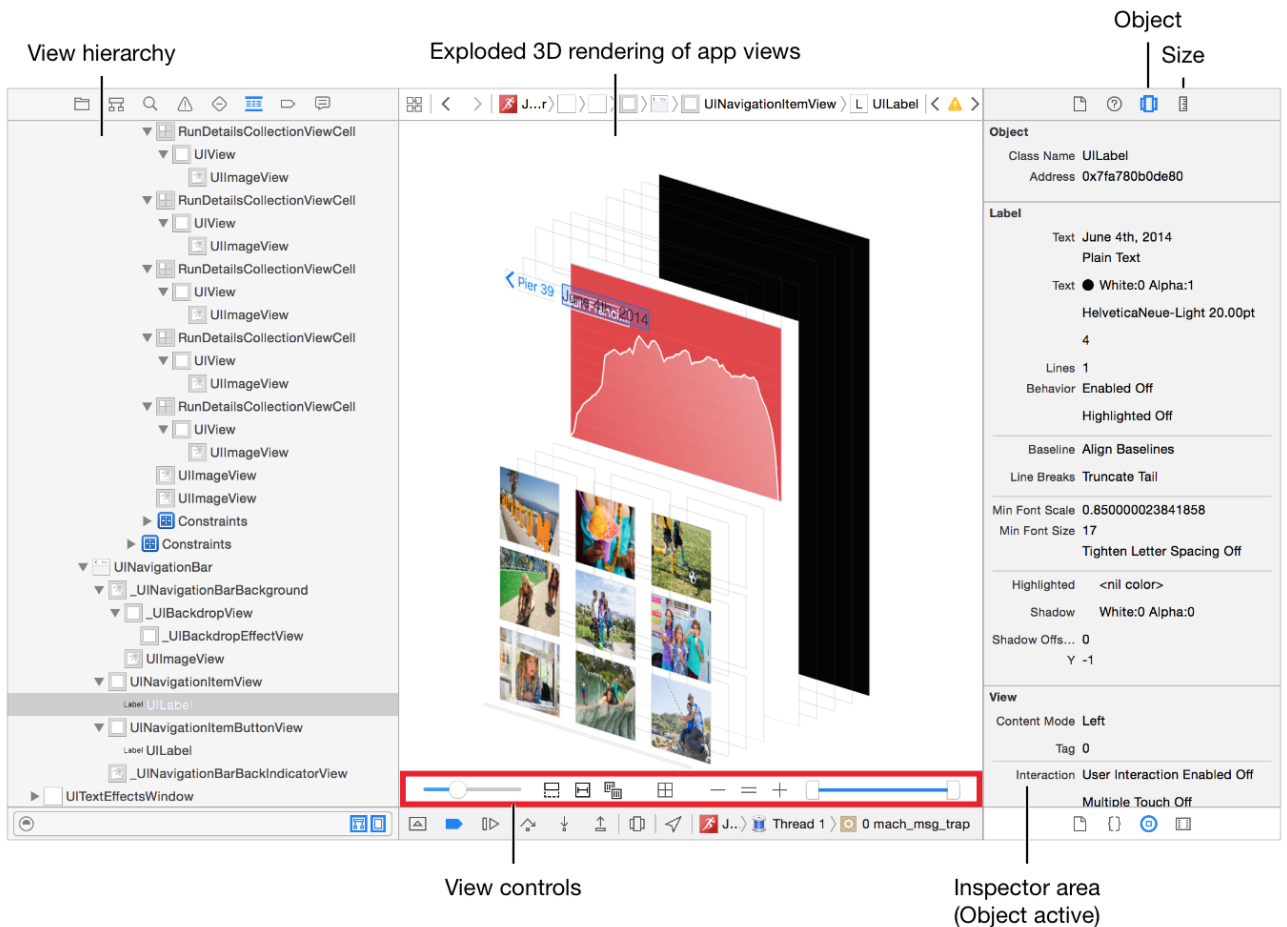 Object
View hierarchy
Exploded 3D rendering of app views
Size
RunDetailsCollectionViewCell
UIView
UIImageView
RunDetailsCollectionViewCell
UIView
UIImageView
RunDetailsCollectionViewCell
UIView
UIImageView
RunDetailsCollectionViewCell
UIView
UIImageView
RunDetailsCollectionViewCell
UIView
UIImageView
UIImageView
UIImageView
Constraints
Constraints
UINavigationBar
_UINavigationBarBackground
_UIBackdropView
_UIBackdropEffectView
UIImageView
UINavigationItemView
Label UILabel
UINavigationItemButtonView
Label UILabel
_UINavigationBarBackIndicatorView
UITextEffectsWindow
J...r UINavigationItemView L UILabel
Pier 39
June 4th, 2014
J.. Thread 1 0 mach_msg_trap
Object
Class Name UILabel
Address 0x7fa780b0de80
Label
Text June 4th, 2014
Plain Text
Text White:0 Alpha:1
HelveticaNeue-Light 20.00pt
4
Lines 1
Behavior Enabled Off
Highlighted Off
Baseline Align Baselines
Line Breaks Truncate Tail
Min Font Scale 0.850000023841858
Min Font Size 17
Tighten Letter Spacing Off
Highlighted <nil color>
Shadow White:0 Alpha:0
Shadow Offs... 0
Y -1
View
Content Mode Left
Tag 0
Interaction User Interaction Enabled Off
Multiple Touch Off
View controls
Inspector area
(Object active)